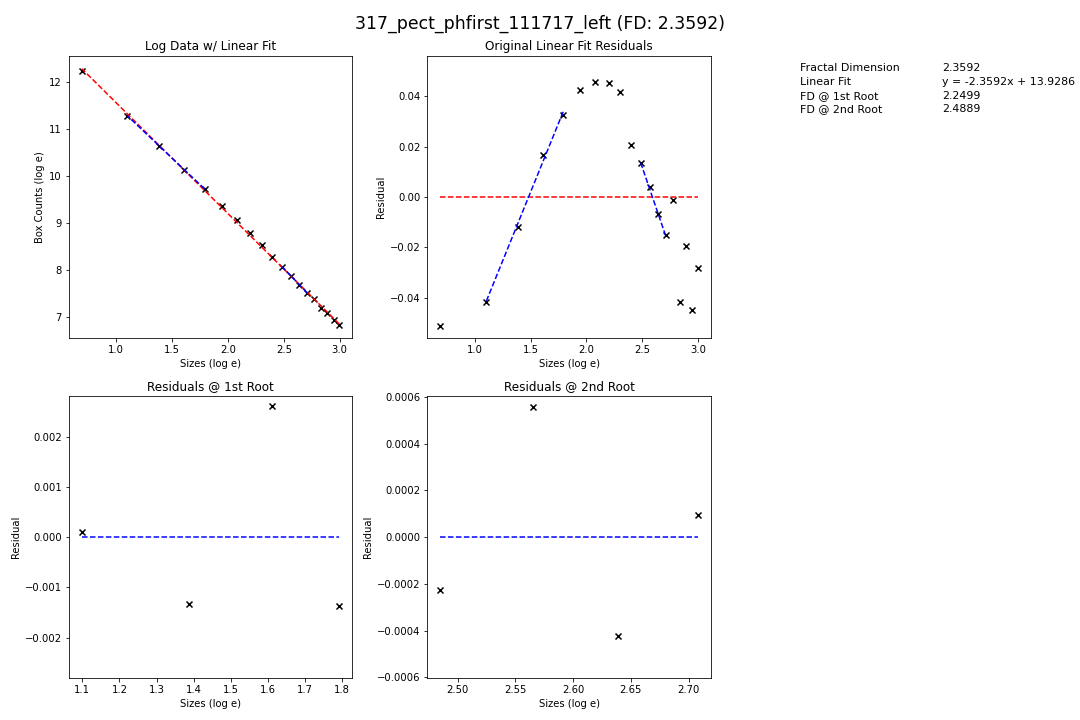 317_pect_phfirst_111717_left (FD: 2.3592)
Log Data w/ Linear Fit
Original Linear Fit Residuals
Fractal Dimension 2.3592
Linear Fit y = -2.3592x + 13.9286
FD @ 1st Root 2.2499
FD @ 2nd Root 2.4889
12
11
10
9
8
7
Box Counts (log e)
1.0 1.5 2.0 2.5 3.0
Sizes (log e)
0.04
0.02
0.00
−0.02
−0.04
Residual
1.0 1.5 2.0 2.5 3.0
Sizes (log e)
Residuals @ 1st Root
0.002
0.001
0.000
−0.001
−0.002
Residual
1.1 1.2 1.3 1.4 1.5 1.6 1.7 1.8
Sizes (log e)
Residuals @ 2nd Root
0.0006
0.0004
0.0002
0.0000
−0.0002
−0.0004
−0.0006
Residual
2.50 2.55 2.60 2.65 2.70
Sizes (log e)